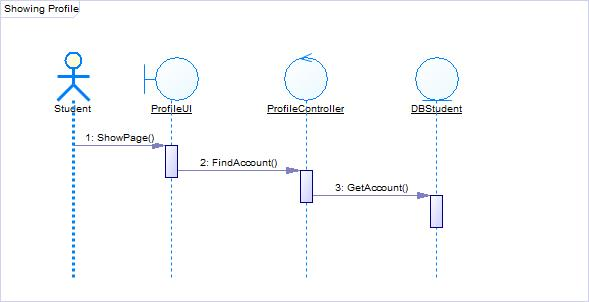 Showing Profile
Student
ProfileUI
ProfileController
DBStudent
1: ShowPage()
2: FindAccount()
3: GetAccount()